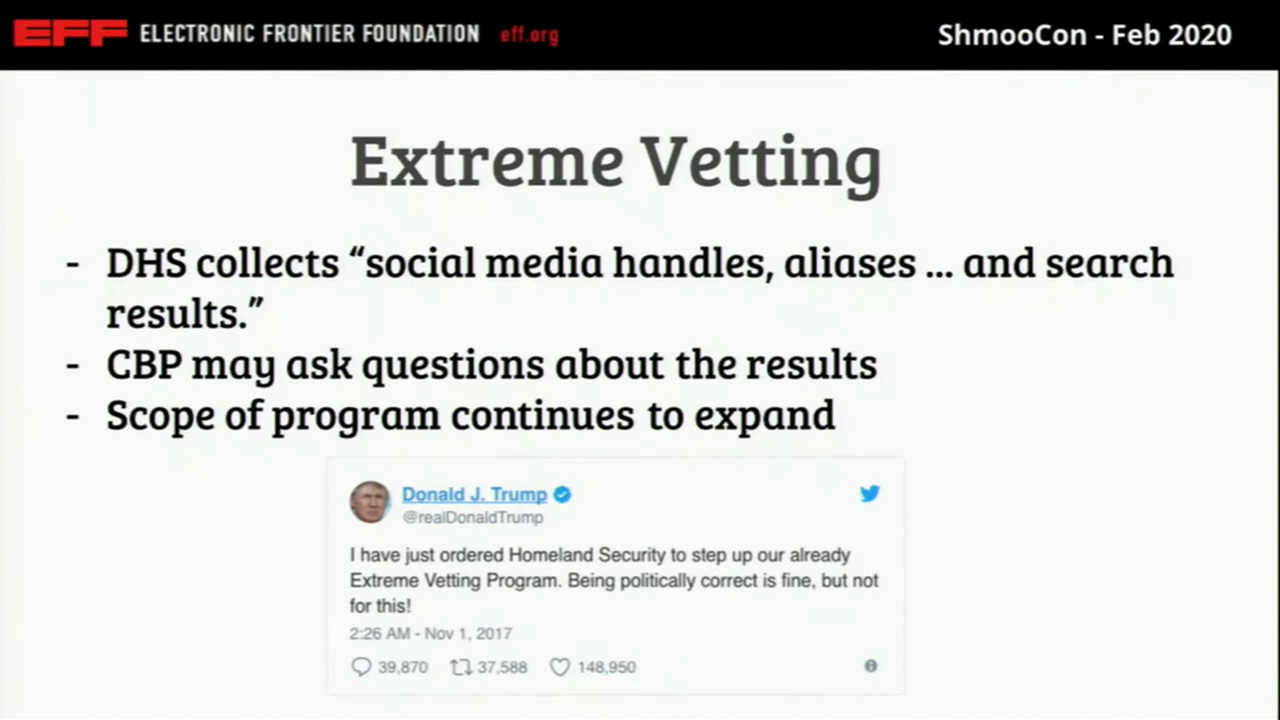 EFF ELECTRONIC FRONTIER FOUNDATION eff.org
ShmooCon - Feb 2020
Extreme Vetting
- DHS collects “social media handles, aliases ... and search
results.”
- CBP may ask questions about the results
- Scope of program continues to expand
Donald J. Trump
@realDonaldTrump
I have just ordered Homeland Security to step up our already
Extreme Vetting Program. Being politically correct is fine, but not
for this!
2:26 AM - Nov 1, 2017
39,870 37,588 148,950